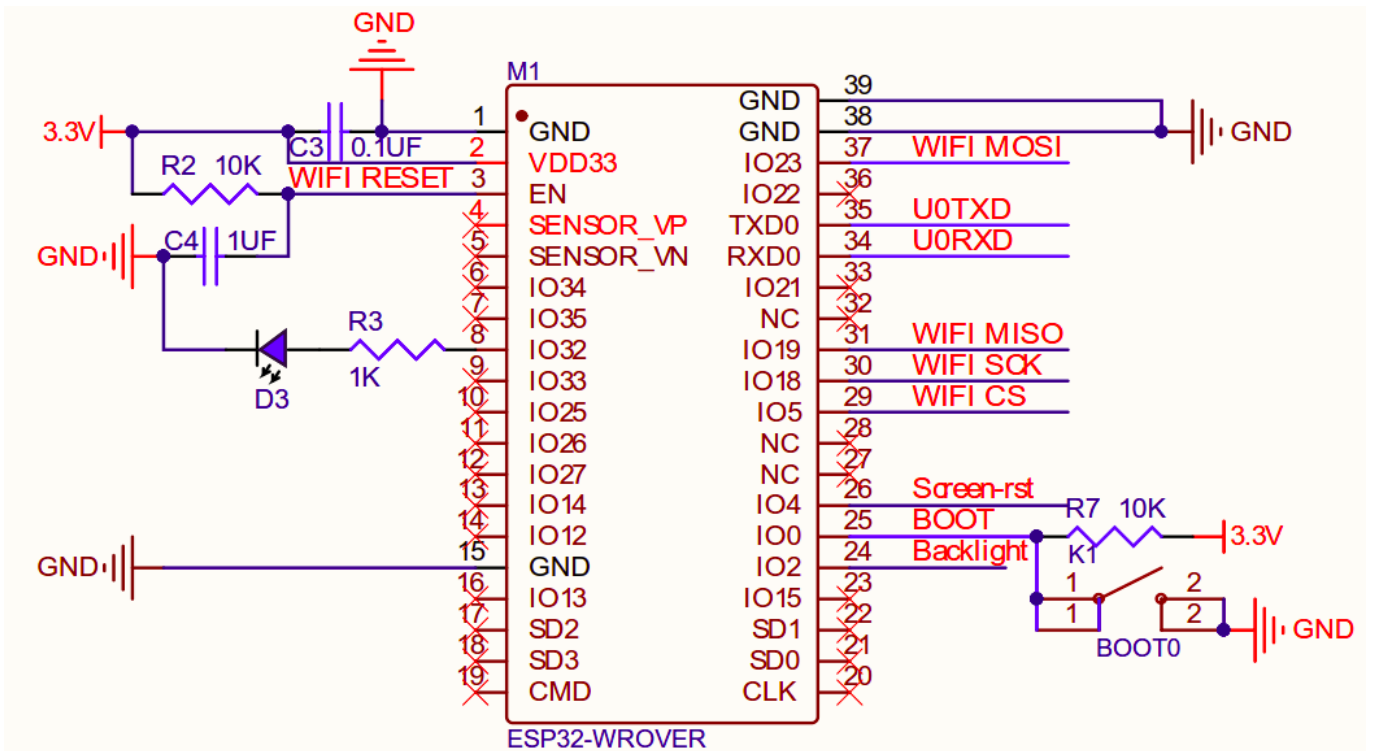 GND
M1
3.3V
C3 0.1UF
R2 10K
WIFI RESET
GND
C4 1UF
R3
1K
D3
GND
1 GND
2 VDD33
3 EN
4 SENSOR_VP
5 SENSOR_VN
6 IO34
7 IO35
8 IO32
9 IO33
10 IO25
11 IO26
12 IO27
13 IO14
14 IO12
15 GND
16 IO13
17 SD2
18 SD3
19 CMD
GND 39
GND 38
IO23 37 WIFI MOSI
IO22 36
TXD0 35 U0TXD
RXD0 34 U0RXD
IO21 33
NC 32
IO19 31 WIFI MISO
IO18 30 WIFI SCK
IO5 29 WIFI CS
NC 28
NC 27
IO4 26 Screen-rst
IO0 25 BOOT
IO2 24 Backlight
IO15 23
SD1 22
SD0 21
CLK 20
GND
R7 10K
3.3V
K1
1 2
1 2
BOOT0
GND
ESP32-WROVER